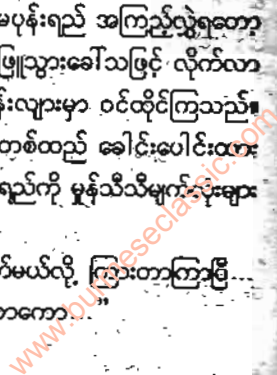 မပုန်းရည် အကြည့်လွှဲရတော့
ဖြူသွားခေါ်သဖြင့် လိုက်လာ
န်းလျားမှာ ဝင်ထိုင်ကြသည်။
တစ်ထည် ခေါင်းပေါင်းထား
ရည်ကို မှုန်သီသီမျက်လုံးများ
က်မယ်လို့ ကြားတာကြာပြီ...
ာကော... "
www.burmeseclassic.com